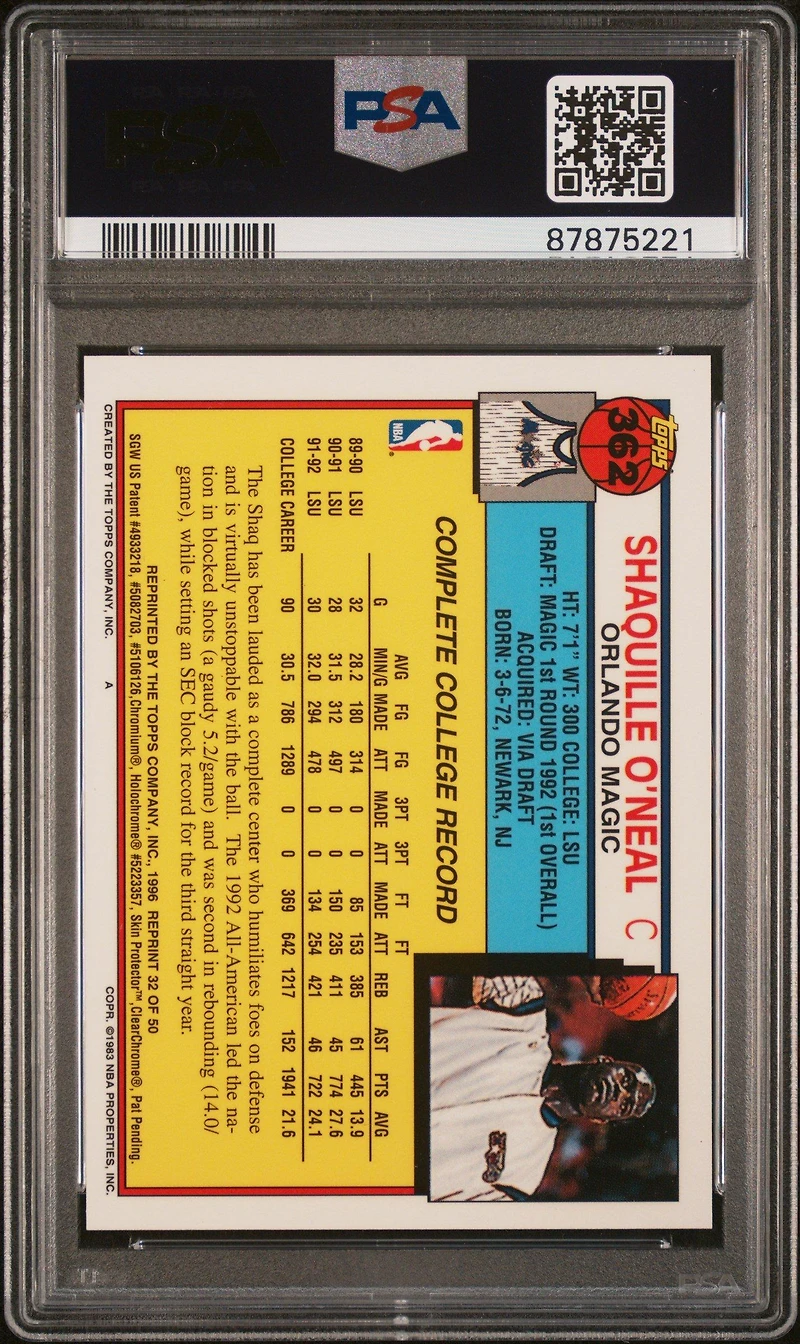 PSA
PSA
87875221
topps
362
SHAQUILLE O'NEAL C
ORLANDO MAGIC
HT: 7'1" WT: 300 COLLEGE: LSU
DRAFT: MAGIC 1st ROUND 1992 (1st OVERALL)
ACQUIRED: VIA DRAFT
BORN: 3-6-72, NEWARK, NJ
NBA
COMPLETE COLLEGE RECORD
AVG FG FG 3PT 3PT FT FT
G MIN/G MADE ATT MADE ATT MADE ATT REB AST PTS AVG
89-90 LSU 32 28.2 180 314 0 0 85 153 385 61 445 13.9
90-91 LSU 28 31.5 312 497 0 0 150 235 411 45 774 27.6
91-92 LSU 30 32.0 294 478 0 0 134 254 421 46 722 24.1
COLLEGE CAREER 90 30.5 786 1289 0 0 369 642 1217 152 1941 21.6
The Shaq has been lauded as a complete center who humiliates foes on defense
and is virtually unstoppable with the ball. The 1992 All-American led the na-
tion in blocked shots (a gaudy 5.2/game) and was second in rebounding (14.0/
game), while setting an SEC block record for the third straight year.
REPRINTED BY THE TOPPS COMPANY, INC., 1996 REPRINT 32 OF 50
SGW US Patent #4933218, #5082703, #5106126,Chromium®, Holochrome® #5223357, Skin Protector™,ClearChrome®, Pat Pending.
CREATED BY THE TOPPS COMPANY, INC. A COPR. ©1983 NBA PROPERTIES, INC.
PSA